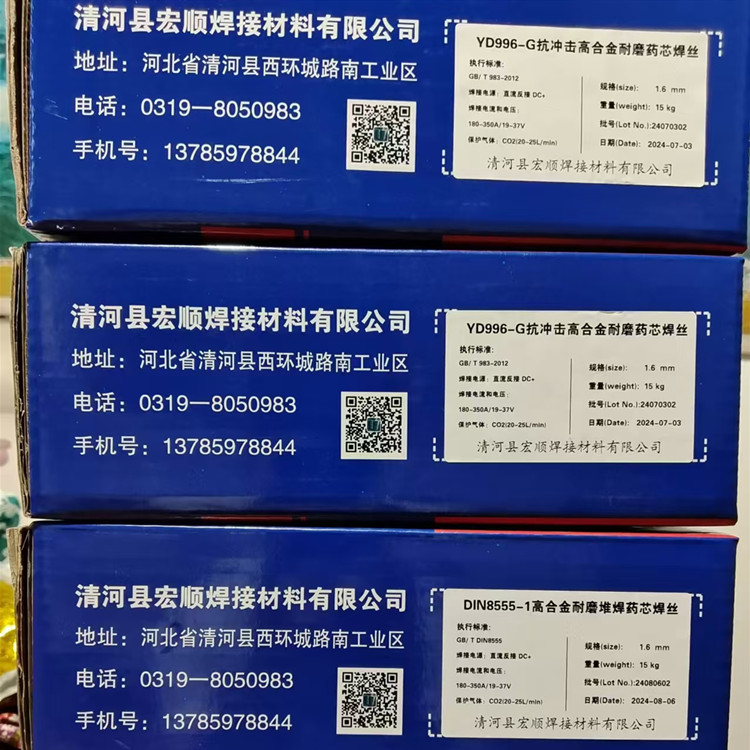 清河县宏顺焊接材料有限公司
地址：河北省清河县西环城路南工业区
电话：0319—8050983
手机号：13785978844
YD996-G抗冲击高合金耐磨药芯焊丝
执行标准:
GB/ T 983-2012
焊接电源：直流反接 DC+
焊接电流和电压:
180-350A/19-37V
保护气体：CO2(20-25L/min)
规格(size): 1.6 mm
重量(weight): 15 kg
批号(Lot No.):24070302
日期(Date): 2024-07-03
清河县宏顺焊接材料有限公司
清河县宏顺焊接材料有限公司
地址：河北省清河县西环城路南工业区
电话：0319-8050983
手机号：13785978844
YD996-G抗冲击高合金耐磨药芯焊丝
执行标准:
GB/ T 983-2012
焊接电源：直流反接 DC+
焊接电流和电压:
180-350A/19-37V
保护气体：CO2(20-25L/min)
规格(size): 1.6 mm
重量(weight): 15 kg
批号(Lot No.):24070302
日期(Date): 2024-07-03
清河县宏顺焊接材料有限公司
清河县宏顺焊接材料有限公司
地址：河北省清河县西环城路南工业区
电话：0319-8050983
手机号：13785978844
DIN8555-1高合金耐磨堆焊药芯焊丝
执行标准:
GB/ T DIN8555
焊接电源：直流反接 DC+
焊接电流和电压:
180-350A/19-37V
保护气体：CO2(20-25L/min)
规格(size): 1.6 mm
重量(weight): 15 kg
批号(Lot No.):24080602
日期(Date): 2024-08-06
清河县宏顺焊接材料有限公司